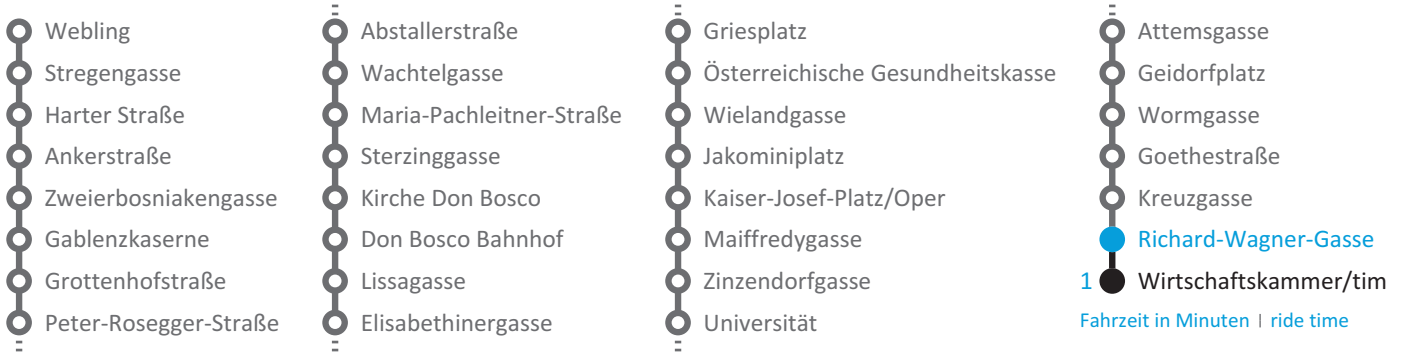 Webling
Stregengasse
Harter Straße
Ankerstraße
Zweierbosniakengasse
Gablenzkaserne
Grottenhofstraße
Peter-Rosegger-Straße
Abstallerstraße
Wachtelgasse
Maria-Pachleitner-Straße
Sterzinggasse
Kirche Don Bosco
Don Bosco Bahnhof
Lissagasse
Elisabethinergasse
Griesplatz
Österreichische Gesundheitskasse
Wielandgasse
Jakominiplatz
Kaiser-Josef-Platz/Oper
Maiffredygasse
Zinzendorfgasse
Universität
Attemsgasse
Geidorfplatz
Wormgasse
Goethestraße
Kreuzgasse
Richard-Wagner-Gasse
1 Wirtschaftskammer/tim
Fahrzeit in Minuten | ride time